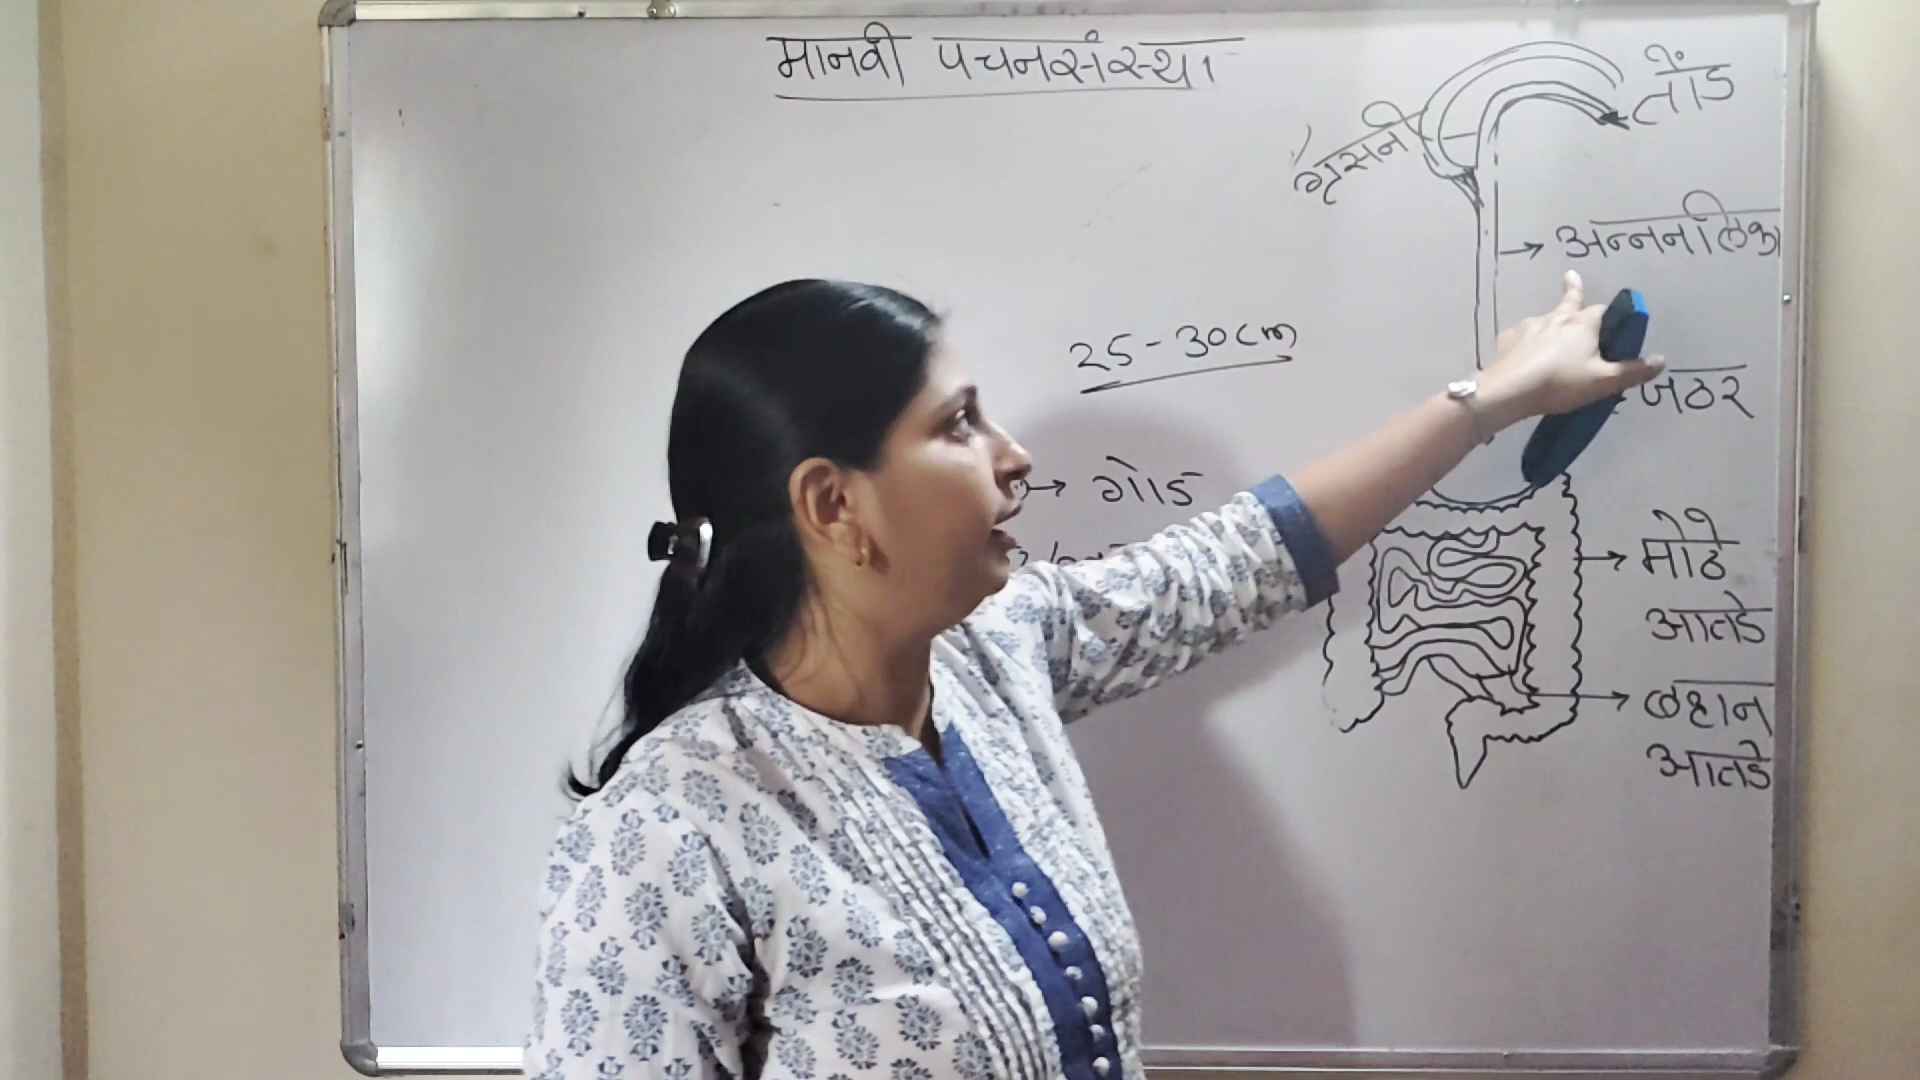 मानवी पचनसंस्था
तोंड
ग्रसनी
अन्ननलिका
25-30cm
जठर
गोड
मोठे
आतडे
लहान
आतडे